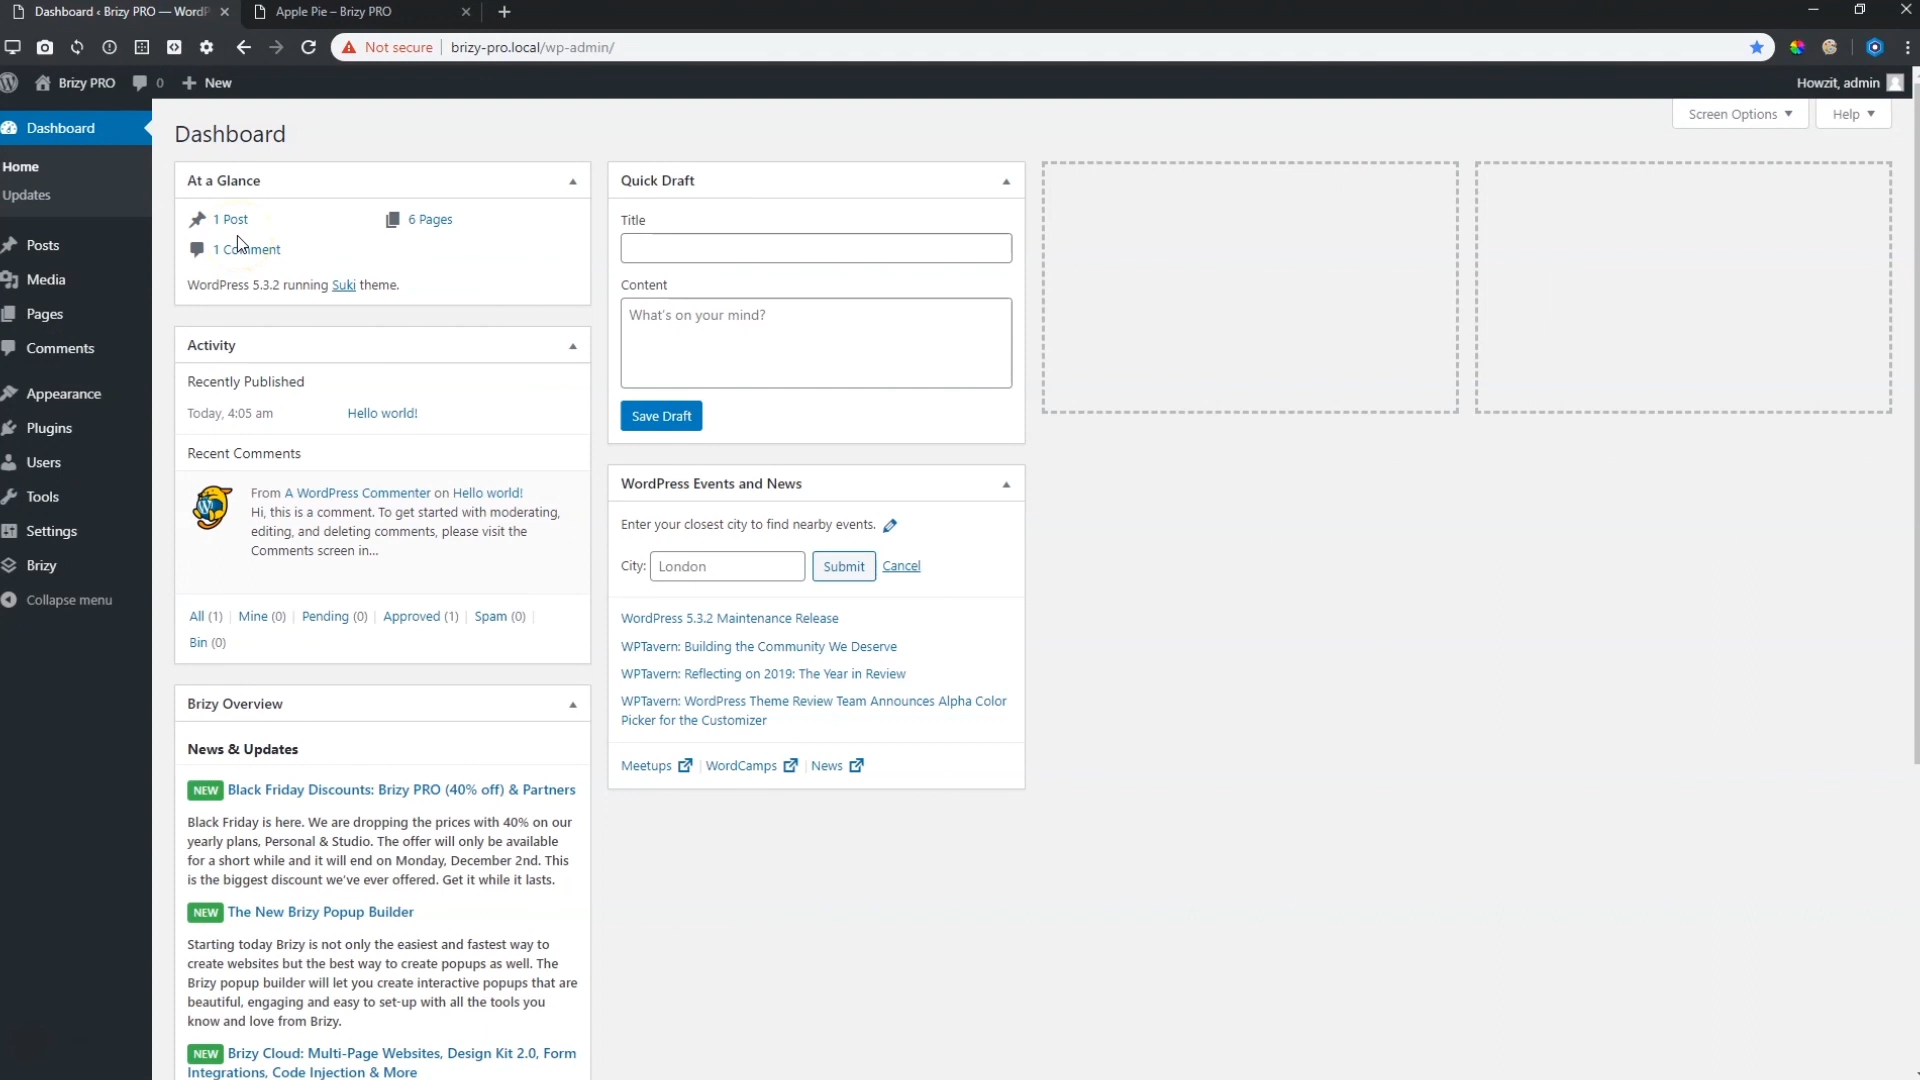 Dashboard ‹ Brizy PRO — WordP
Apple Pie – Brizy PRO
Not secure
brizy-pro.local/wp-admin/
Brizy PRO
0
New
Howzit, admin
Dashboard
Home
Updates
Posts
Media
Pages
Comments
Appearance
Plugins
Users
Tools
Settings
Brizy
Collapse menu
Screen Options
Help
Dashboard
At a Glance
1 Post
6 Pages
1 Comment
WordPress 5.3.2 running Suki theme.
Activity
Recently Published
Today, 4:05 am
Hello world!
Recent Comments
From A WordPress Commenter on Hello world!
Hi, this is a comment. To get started with moderating,
editing, and deleting comments, please visit the
Comments screen in...
All (1) | Mine (0) | Pending (0) | Approved (1) | Spam (0) |
Bin (0)
Brizy Overview
News & Updates
NEW Black Friday Discounts: Brizy PRO (40% off) & Partners
Black Friday is here. We are dropping the prices with 40% on our
yearly plans, Personal & Studio. The offer will only be available
for a short while and it will end on Monday, December 2nd. This
is the biggest discount we've ever offered. Get it while it lasts.
NEW The New Brizy Popup Builder
Starting today Brizy is not only the easiest and fastest way to
create websites but the best way to create popups as well. The
Brizy popup builder will let you create interactive popups that are
beautiful, engaging and easy to set-up with all the tools you
know and love from Brizy.
NEW Brizy Cloud: Multi-Page Websites, Design Kit 2.0, Form
Integrations, Code Injection & More
Quick Draft
Title
Content
What's on your mind?
Save Draft
WordPress Events and News
Enter your closest city to find nearby events.
City: London Submit Cancel
WordPress 5.3.2 Maintenance Release
WPTavern: Building the Community We Deserve
WPTavern: Reflecting on 2019: The Year in Review
WPTavern: WordPress Theme Review Team Announces Alpha Color
Picker for the Customizer
Meetups | WordCamps | News